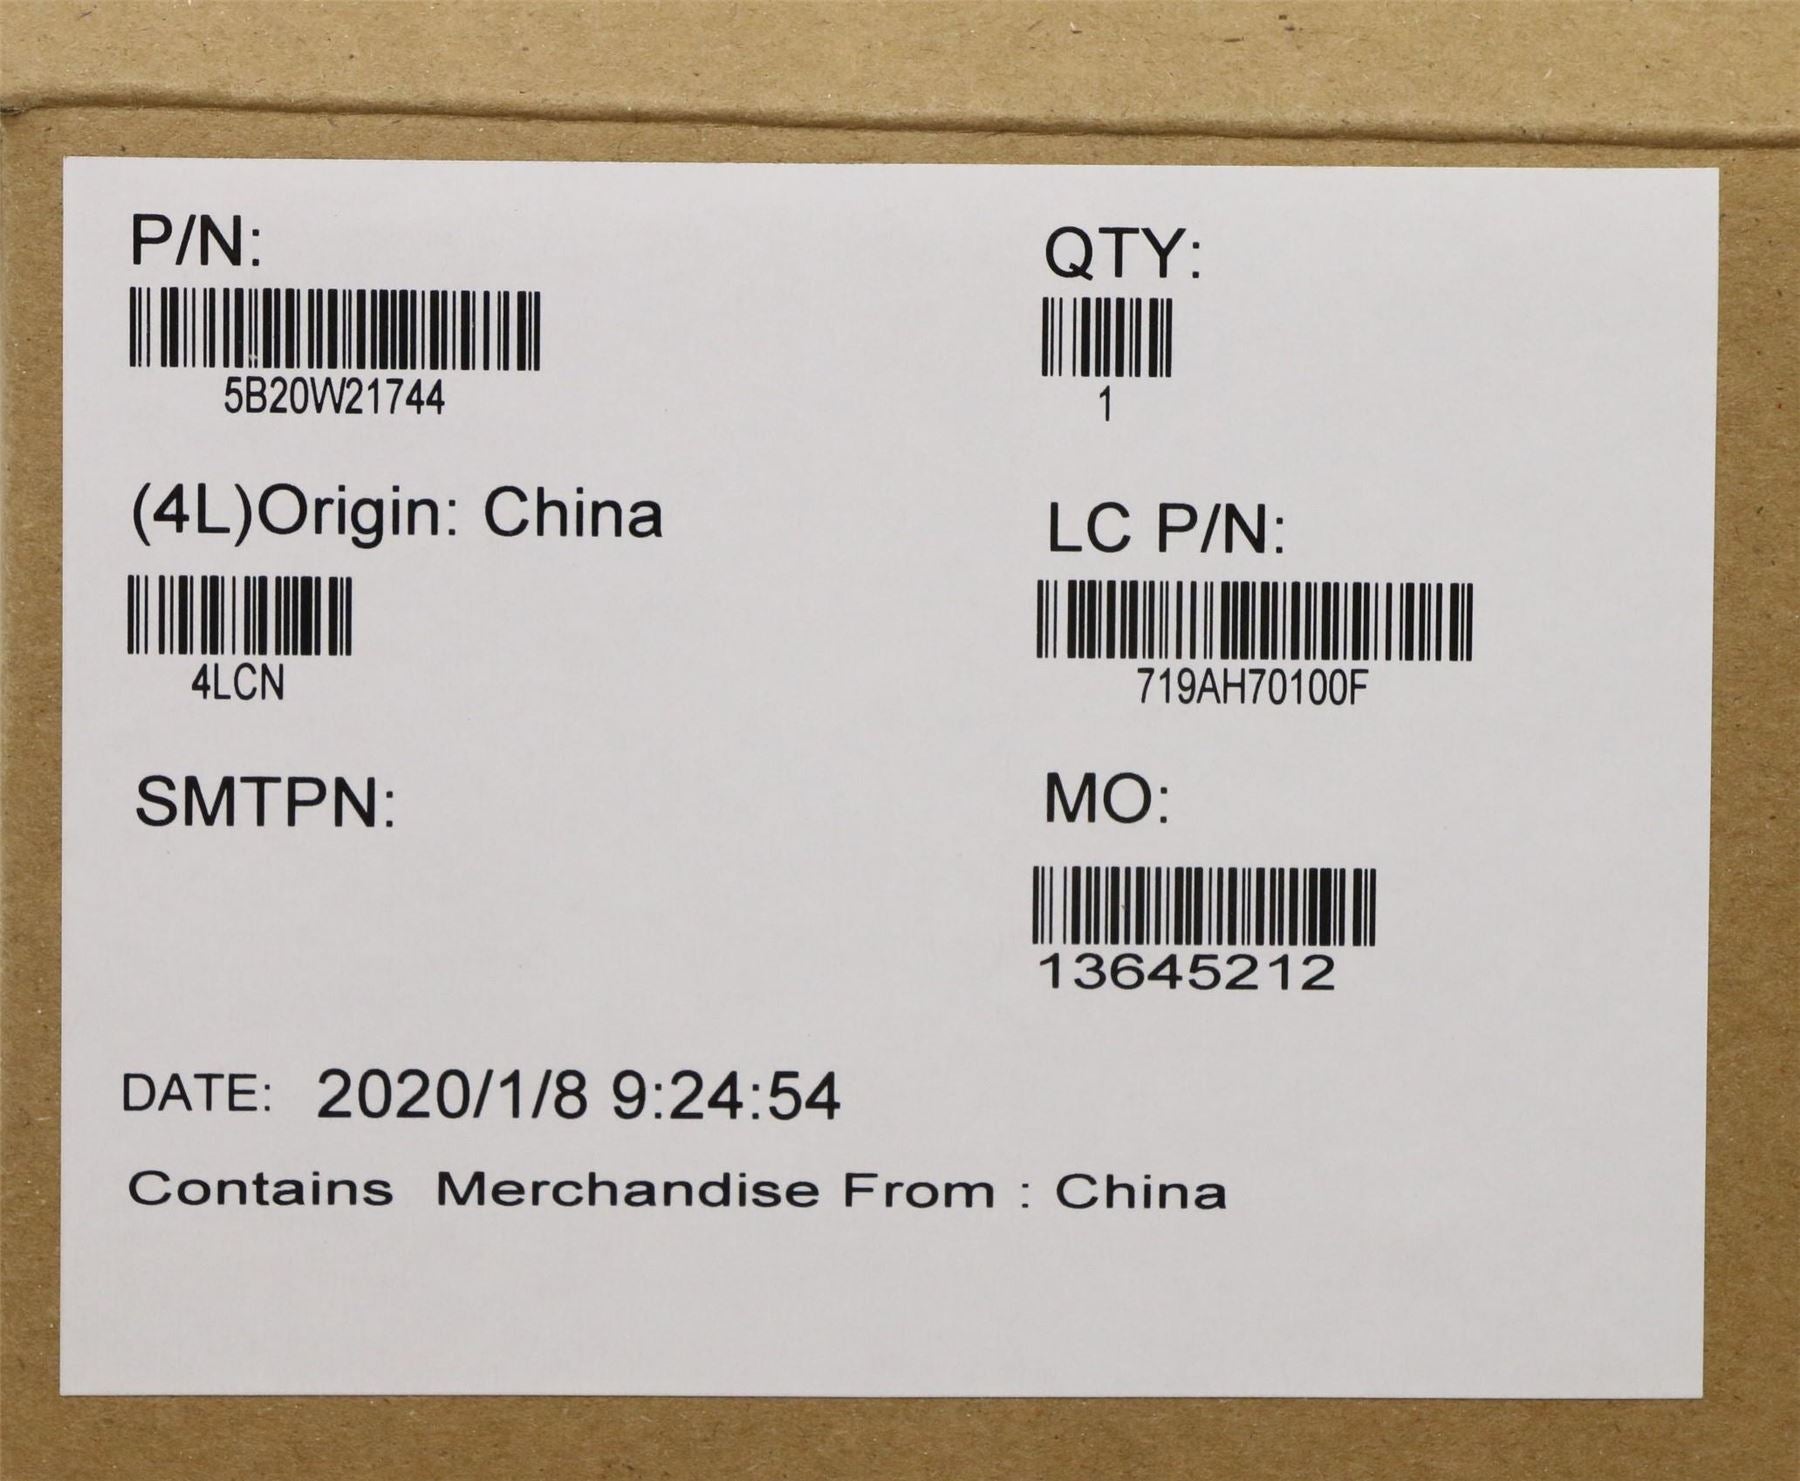 P/N:
5B20W21744
QTY:
1
(4L)Origin: China
4LCN
LC P/N:
719AH70100F
SMTPN:
MO:
13645212
DATE: 2020/1/8 9:24:54
Contains Merchandise From : China